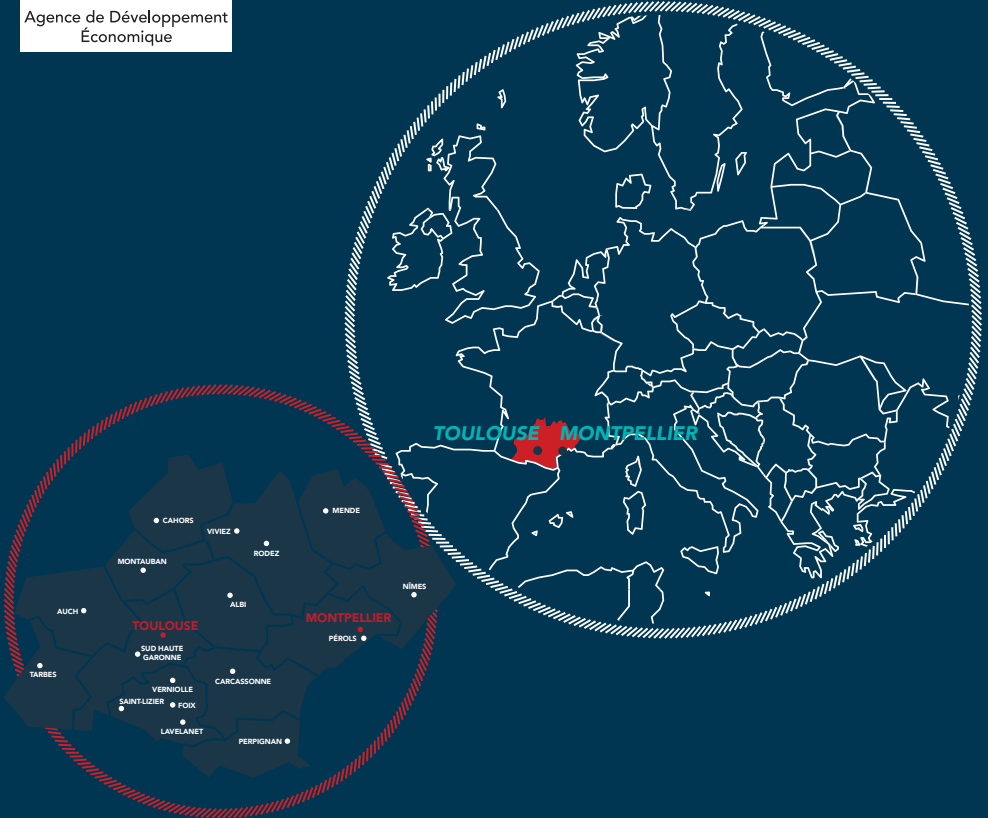 Agence de Développement
Économique
TOULOUSE MONTPELLIER
CAHORS
VIVIEZ
MENDE
RODEZ
MONTAUBAN
NÎMES
ALBI
AUCH
TOULOUSE
MONTPELLIER
PÉROLS
SUD HAUTE
GARONNE
TARBES
CARCASSONNE
VERNIOLLE
SAINT-LIZIER
FOIX
LAVELANET
PERPIGNAN